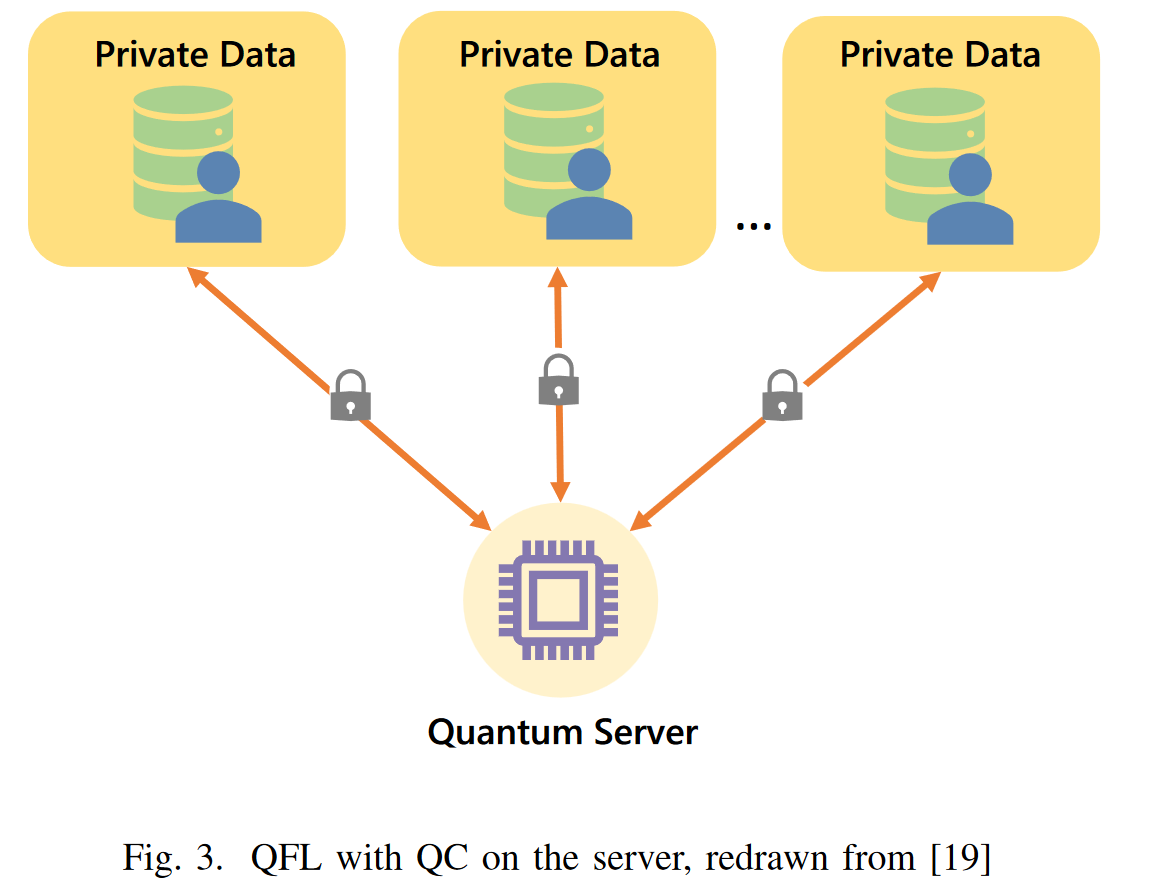 Private Data
Private Data
Private Data
...
Quantum Server
Fig. 3. QFL with QC on the server, redrawn from [19]